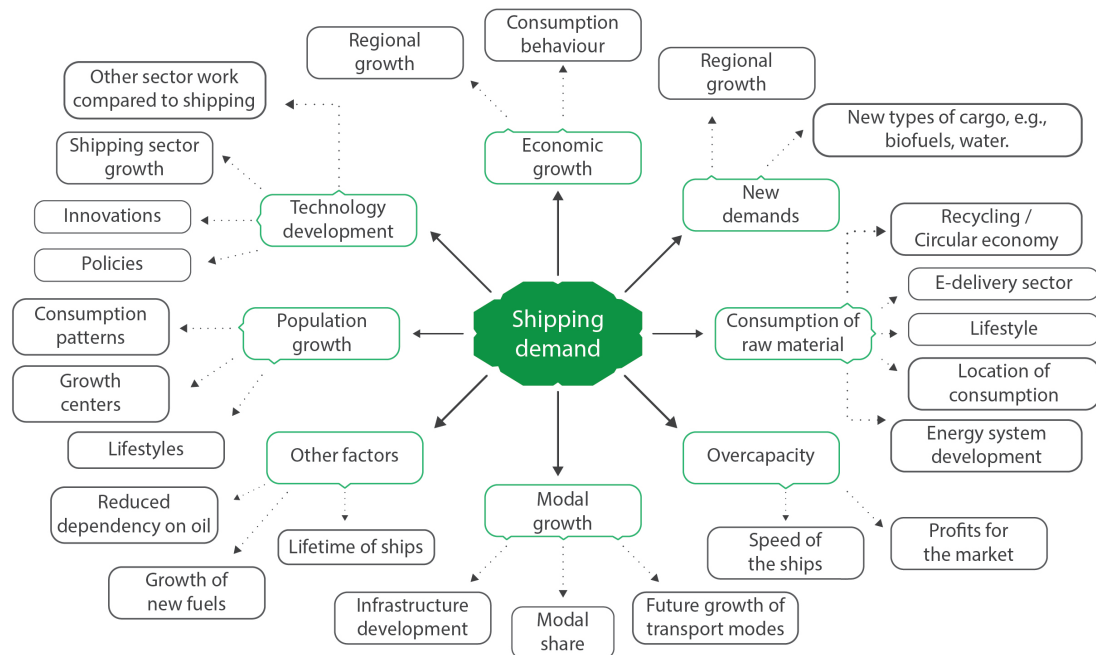 Consumption
behaviour
Regional
growth
Regional
growth
Other sector work
compared to shipping
New types of cargo, e.g.,
biofuels, water.
Shipping sector
growth
Economic
growth
New
demands
Technology
development
Innovations
Recycling /
Circular economy
Policies
E-delivery sector
Consumption
patterns
Population
growth
Shipping
demand
Consumption of
raw material
Lifestyle
Growth
centers
Location of
consumption
Lifestyles
Other factors
Overcapacity
Energy system
development
Modal
growth
Reduced
dependency on oil
Lifetime of ships
Speed of
the ships
Profits for
the market
Growth of
new fuels
Infrastructure
development
Modal
share
Future growth of
transport modes